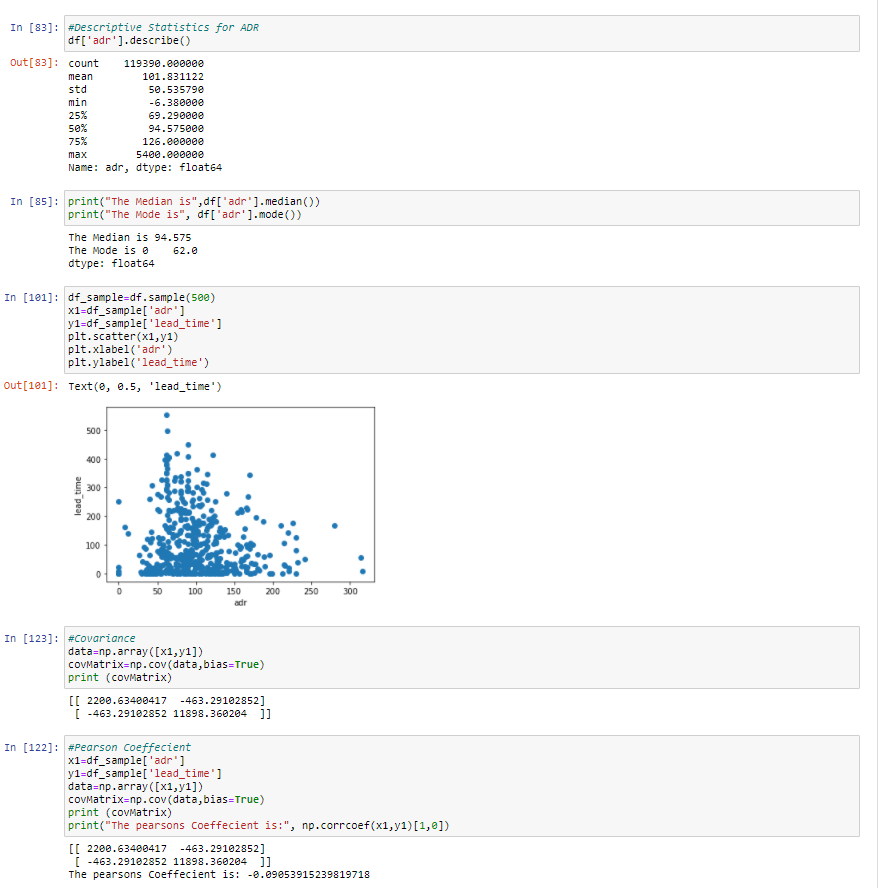 In [83]: #Descriptive Statistics for ADR
df['adr'].describe()
Out[83]: count    119390.000000
mean        101.831122
std          50.535790
min          -6.380000
25%          69.290000
50%          94.575000
75%         126.000000
max        5400.000000
Name: adr, dtype: float64
In [85]: print("The Median is",df['adr'].median())
print("The Mode is", df['adr'].mode())
The Median is 94.575
The Mode is 0    62.0
dtype: float64
In [101]: df_sample=df.sample(500)
x1=df_sample['adr']
y1=df_sample['lead_time']
plt.scatter(x1,y1)
plt.xlabel('adr')
plt.ylabel('lead_time')
Out[101]: Text(0, 0.5, 'lead_time')
500
400
300
200
100
0
lead_time
0 50 100 150 200 250 300
adr
In [123]: #Covariance
data=np.array([x1,y1])
covMatrix=np.cov(data,bias=True)
print (covMatrix)
[[ 2200.63400417  -463.29102852]
[ -463.29102852 11898.360204  ]]
In [122]: #Pearson Coeffecient
x1=df_sample['adr']
y1=df_sample['lead_time']
data=np.array([x1,y1])
covMatrix=np.cov(data,bias=True)
print (covMatrix)
print("The pearsons Coeffecient is:", np.corrcoef(x1,y1)[1,0])
[[ 2200.63400417  -463.29102852]
[ -463.29102852 11898.360204  ]]
The pearsons Coeffecient is: -0.09053915239819718